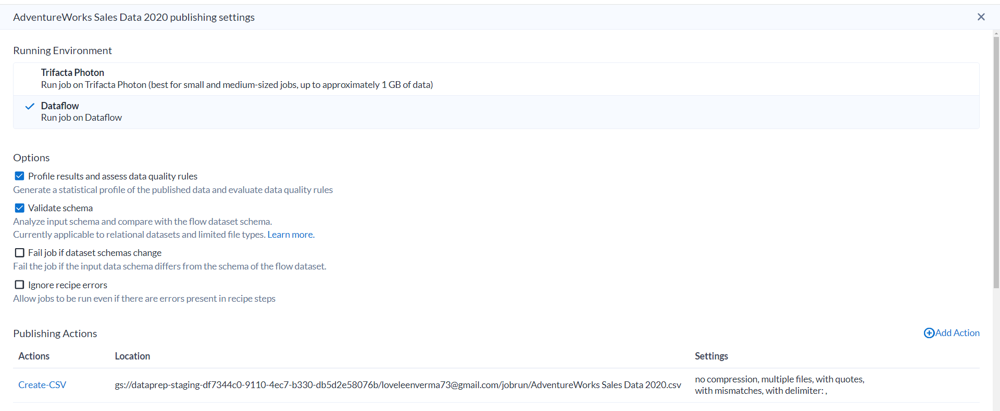 AdventureWorks Sales Data 2020 publishing settings
Running Environment
Trifacta Photon
Run job on Trifacta Photon (best for small and medium-sized jobs, up to approximately 1 GB of data)
Dataflow
Run job on Dataflow
Options
Profile results and assess data quality rules
Generate a statistical profile of the published data and evaluate data quality rules
Validate schema
Analyze input schema and compare with the flow dataset schema.
Currently applicable to relational datasets and limited file types. Learn more.
Fail job if dataset schemas change
Fail the job if the input data schema differs from the schema of the flow dataset.
Ignore recipe errors
Allow jobs to be run even if there are errors present in recipe steps
Publishing Actions
Add Action
Actions Location Settings
Create-CSV gs://dataprep-staging-df7344c0-9110-4ec7-b330-db5d2e58076b/loveleenverma73@gmail.com/jobrun/AdventureWorks Sales Data 2020.csv
no compression, multiple files, with quotes,
with mismatches, with delimiter: ,